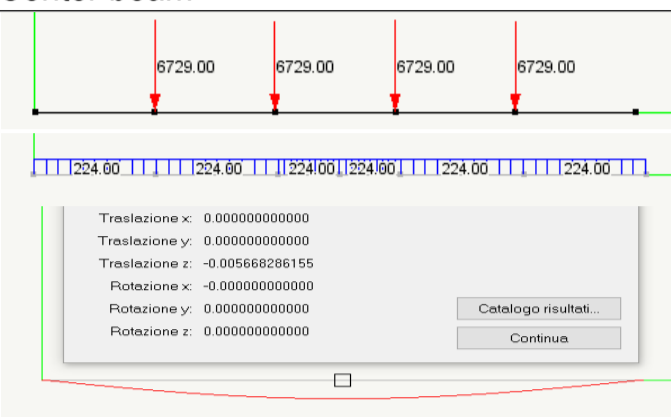 6729.00 6729.00 6729.00 6729.00
224.00 224.00 224.00 224.00 224.00 224.00
Traslazione x: 0.000000000000
Traslazione y: 0.000000000000
Traslazione z: -0.005668286155
Rotazione x: -0.000000000000
Rotazione y: 0.000000000000
Catalogo risultati...
Rotazione z: 0.000000000000
Continua